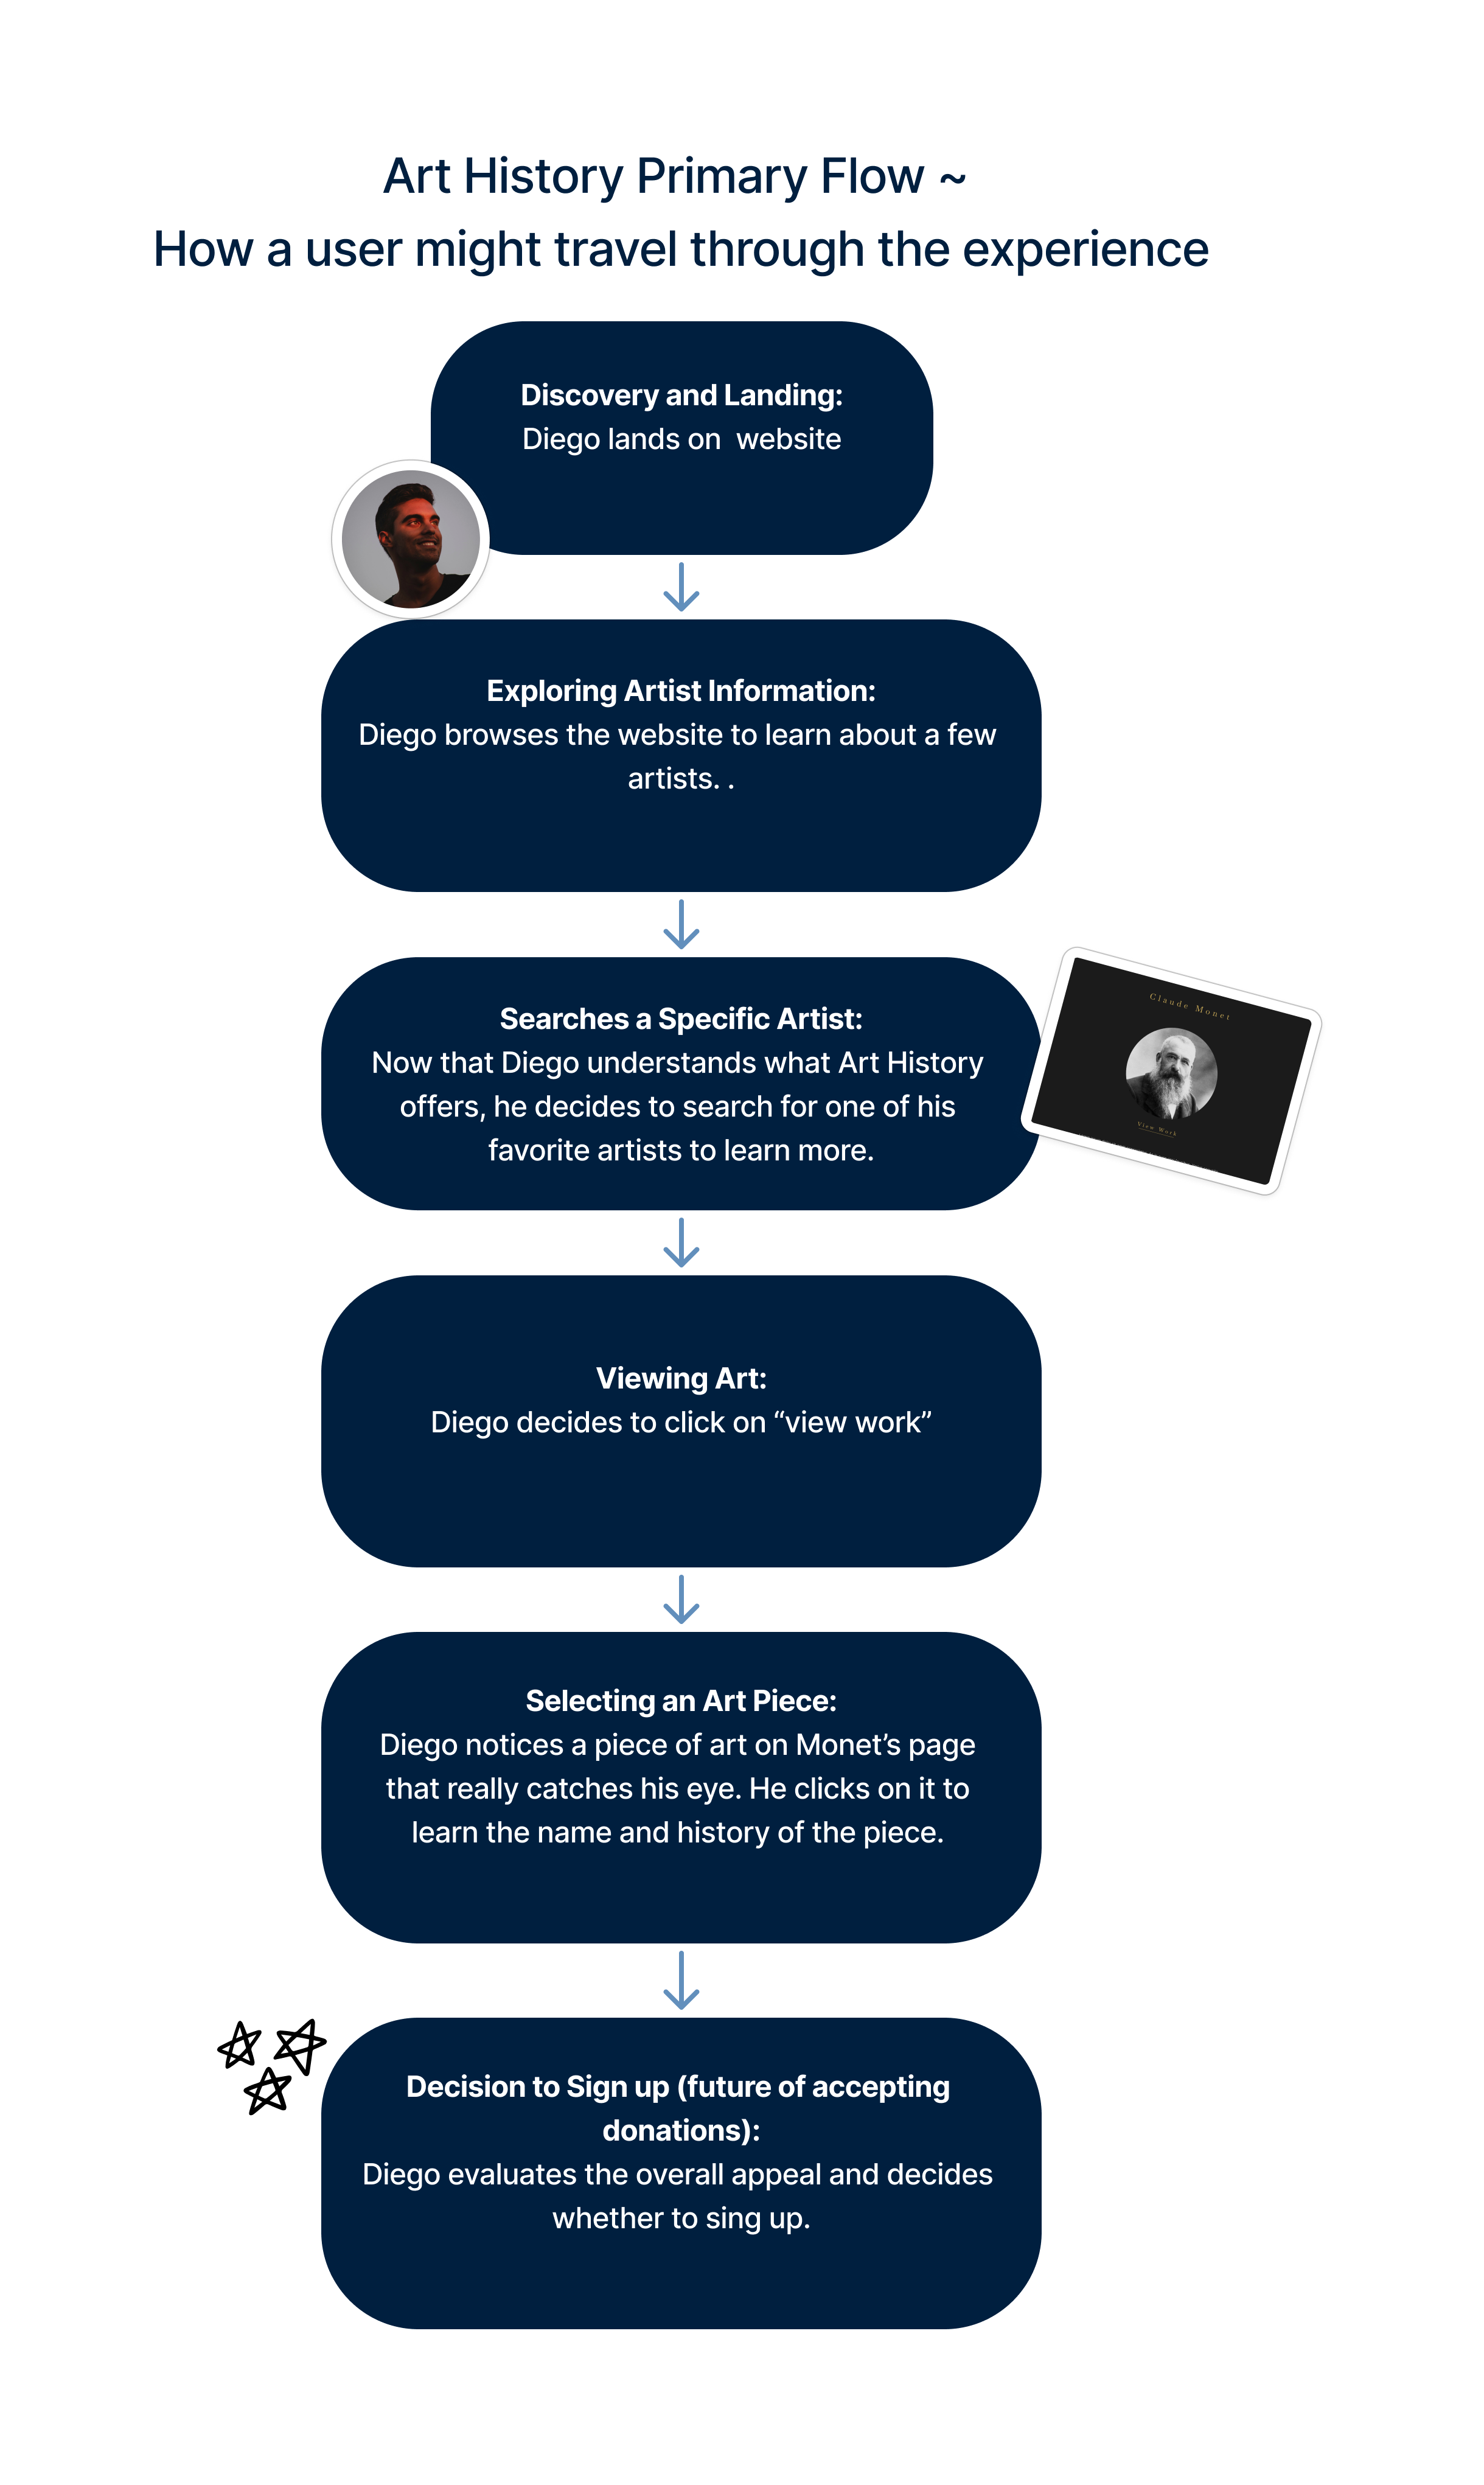 Art History Primary Flow ~
How a user might travel through the experience
Discovery and Landing:
Diego lands on  website
Exploring Artist Information:
Diego browses the website to learn about a few
artists. .
Searches a Specific Artist:
Now that Diego understands what Art History
offers, he decides to search for one of his
favorite artists to learn more.
Claude Monet
View Work
Viewing Art:
Diego decides to click on “view work”
Selecting an Art Piece:
Diego notices a piece of art on Monet’s page
that really catches his eye. He clicks on it to
learn the name and history of the piece.
Decision to Sign up (future of accepting
donations):
Diego evaluates the overall appeal and decides
whether to sing up.